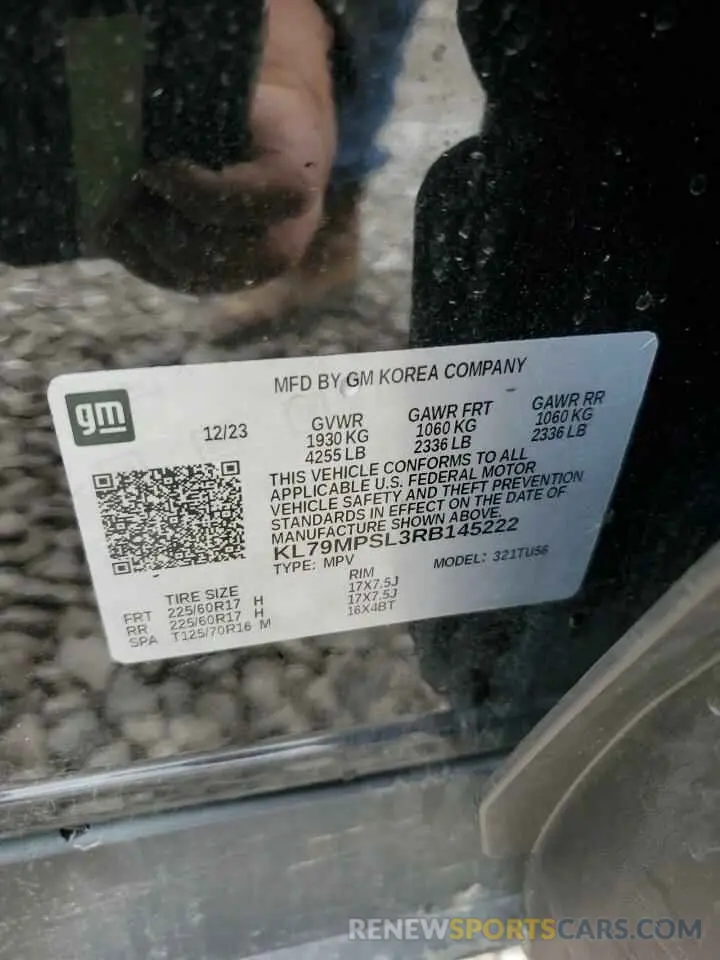 MFD BY GM KOREA COMPANY
gm
12/23
GVWR GAWR FRT GAWR RR
1930 KG 1060 KG 1060 KG
4255 LB 2336 LB 2336 LB
THIS VEHICLE CONFORMS TO ALL
APPLICABLE U.S. FEDERAL MOTOR
VEHICLE SAFETY AND THEFT PREVENTION
STANDARDS IN EFFECT ON THE DATE OF
MANUFACTURE SHOWN ABOVE.
KL79MPSL3RB145222
TYPE: MPV MODEL: 321TU56
TIRE SIZE RIM
FRT 225/60R17 H 17X7.5J
RR 225/60R17 H 17X7.5J
SPA T125/70R16 M 16X4BT
RENEWSPORTSCARS.COM